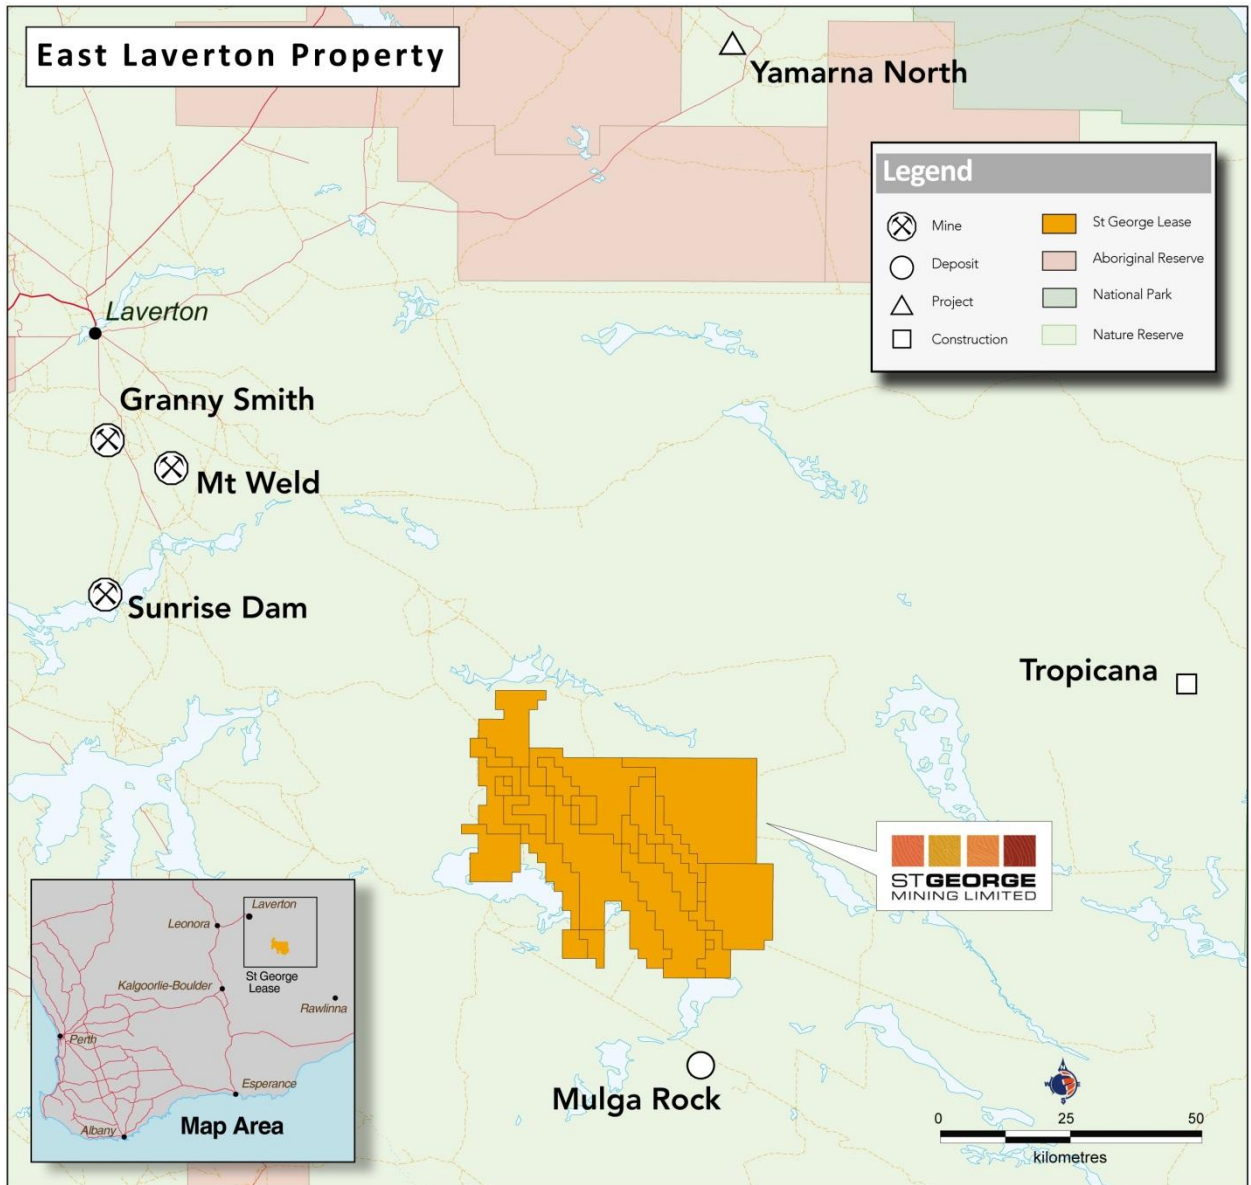 East Laverton Property
Yamarna North
Legend
Mine
St George Lease
Deposit
Aboriginal Reserve
Project
National Park
Construction
Nature Reserve
Laverton
Granny Smith
Mt Weld
Sunrise Dam
Tropicana
STGEORGE
MINING LIMITED
Laverton
Leonora
St George
Lease
Kalgoorlie-Boulder
Rawlinna
Perth
Esperance
Albany
Map Area
Mulga Rock
N
W
E
S
0 25 50
kilometres